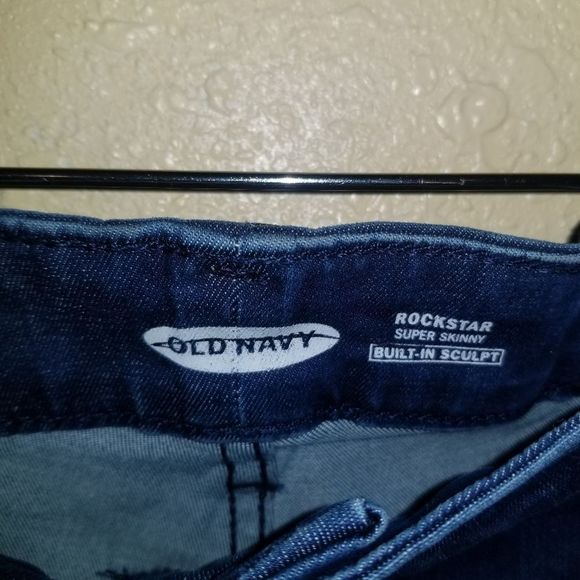 OLD NAVY
ROCKSTAR
SUPER SKINNY
BUILT-IN SCULPT